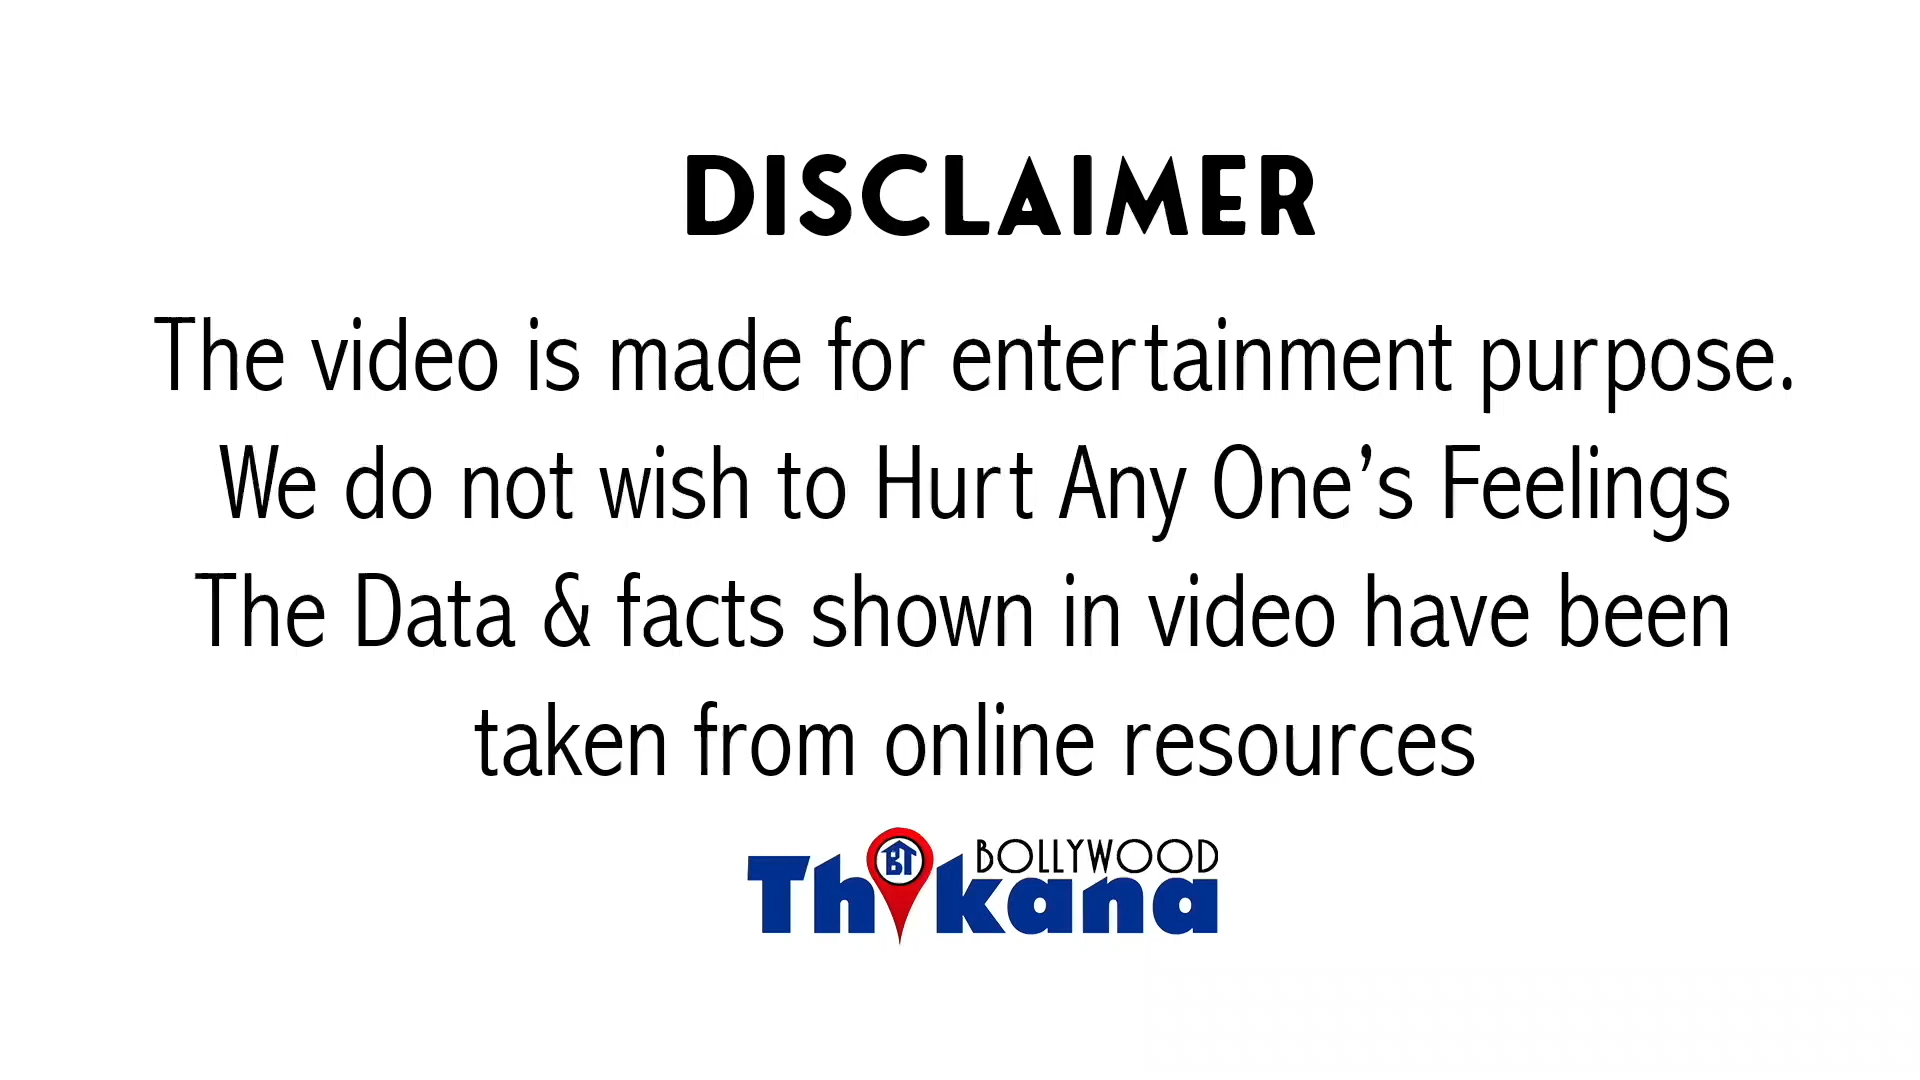 DISCLAIMER
The video is made for entertainment purpose.
We do not wish to Hurt Any One’s Feelings
The Data & facts shown in video have been
taken from online resources
BT
BOLLYWOOD
Thikana